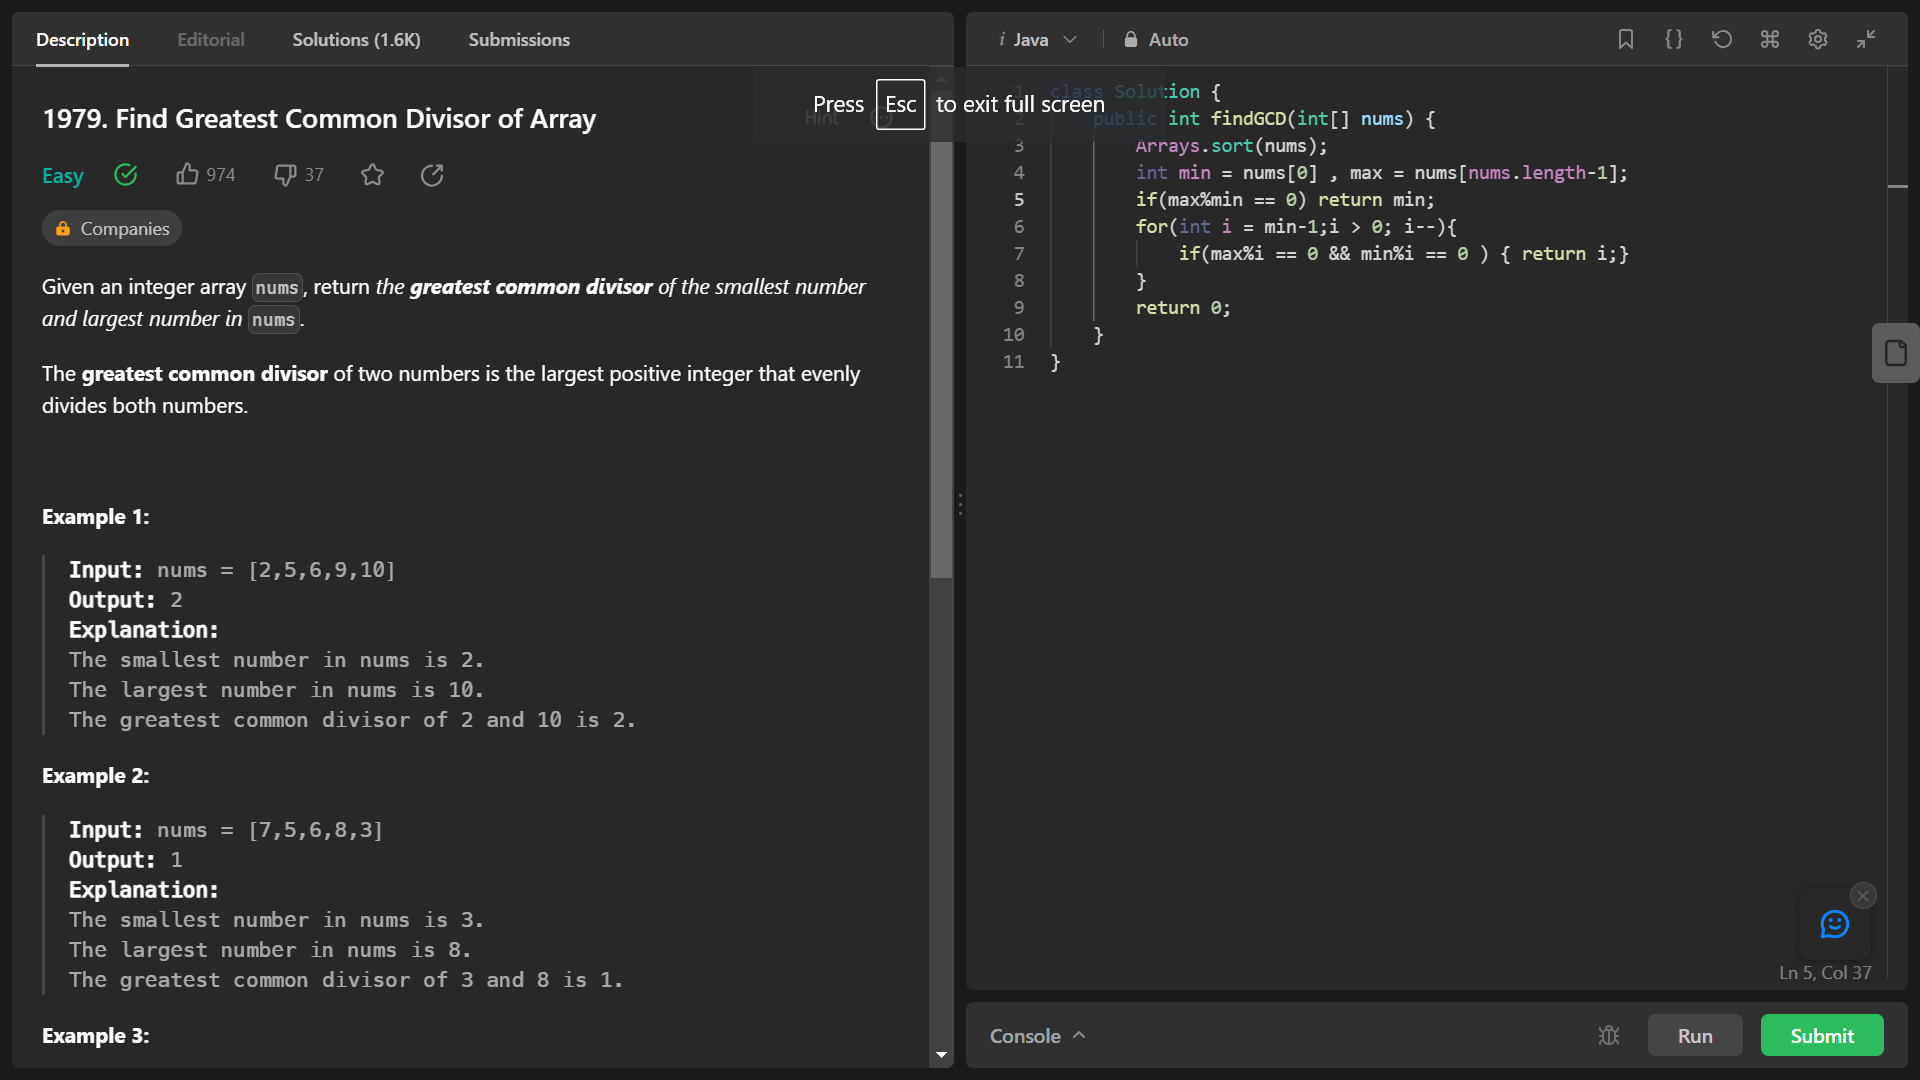 Description Editorial Solutions (1.6K) Submissions
1979. Find Greatest Common Divisor of Array
Hint
Easy 974 37
Companies
Given an integer array nums, return the greatest common divisor of the smallest number
and largest number in nums.
The greatest common divisor of two numbers is the largest positive integer that evenly
divides both numbers.
Example 1:
Input: nums = [2,5,6,9,10]
Output: 2
Explanation:
The smallest number in nums is 2.
The largest number in nums is 10.
The greatest common divisor of 2 and 10 is 2.
Example 2:
Input: nums = [7,5,6,8,3]
Output: 1
Explanation:
The smallest number in nums is 3.
The largest number in nums is 8.
The greatest common divisor of 3 and 8 is 1.
Example 3:
Press Esc to exit full screen
i Java Auto
1 class Solution {
2 public int findGCD(int[] nums) {
3 Arrays.sort(nums);
4 int min = nums[0] , max = nums[nums.length-1];
5 if(max%min == 0) return min;
6 for(int i = min-1;i > 0; i--){
7 if(max%i == 0 && min%i == 0 ) { return i;}
8 }
9 return 0;
10 }
11 }
Ln 5, Col 37
Console Run Submit